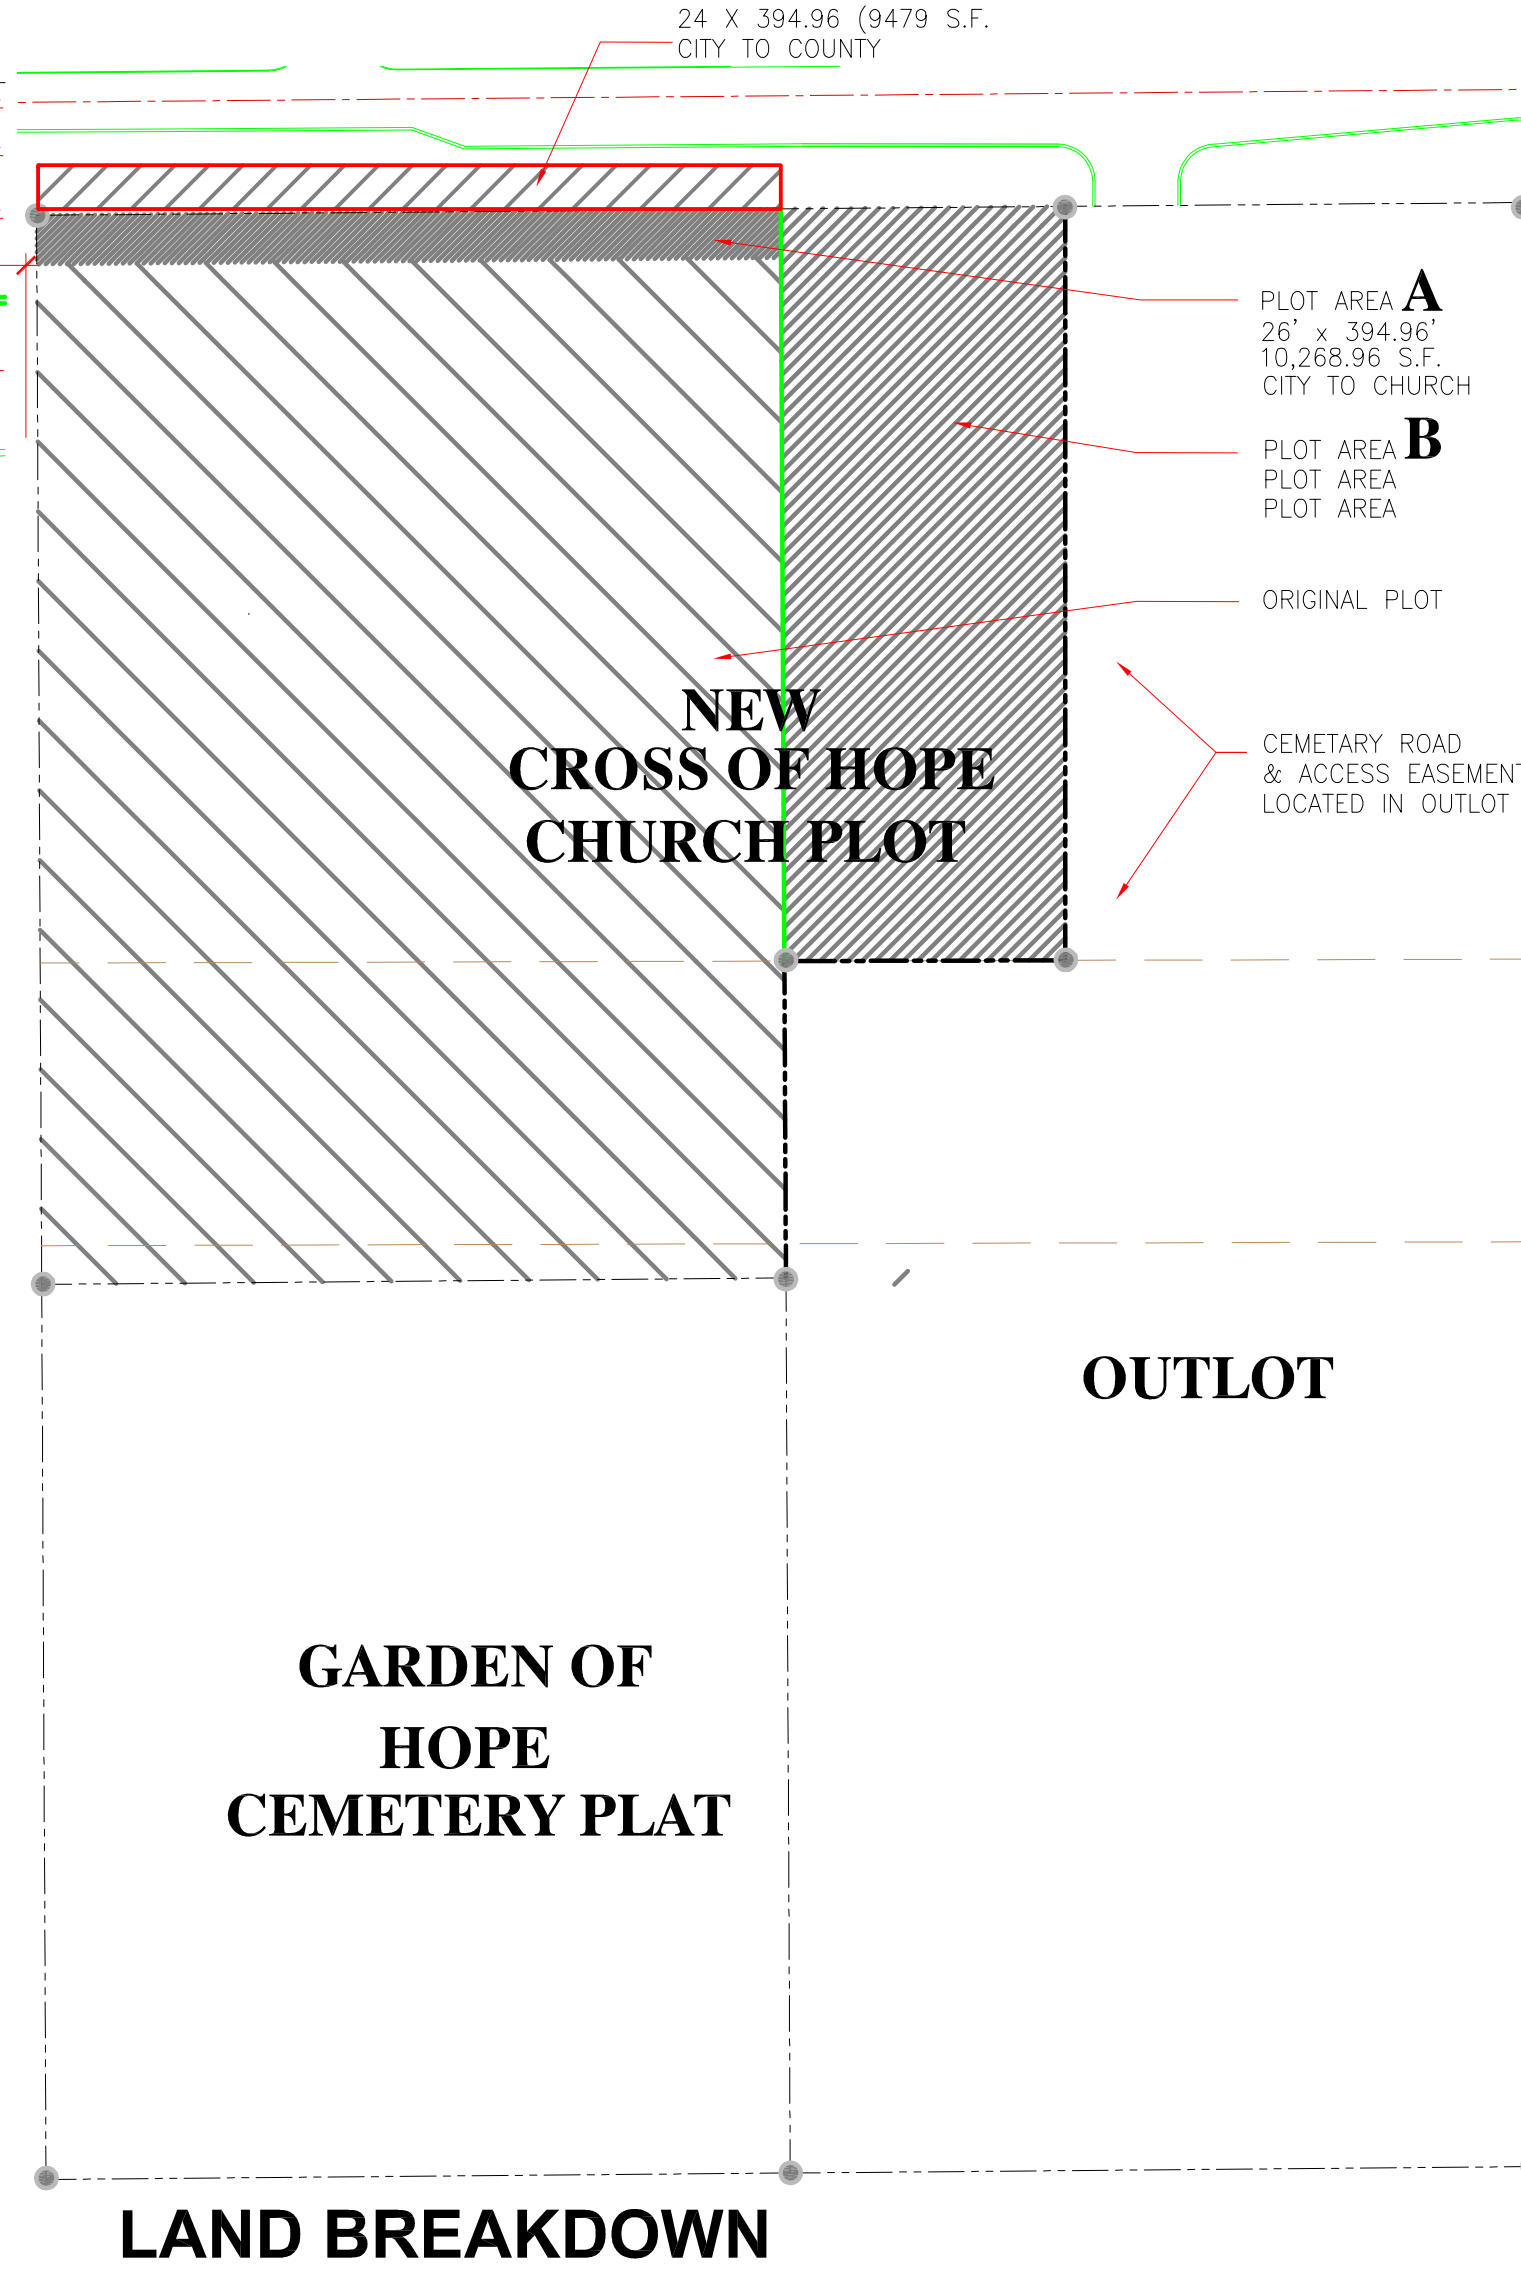 24 X 394.96 (9479 S.F.
CITY TO COUNTY
PLOT AREA A
26' x 394.96'
10,268.96 S.F.
CITY TO CHURCH
PLOT AREA B
PLOT AREA
PLOT AREA
ORIGINAL PLOT
NEW
CROSS OF HOPE
CHURCH PLOT
CEMETARY ROAD
& ACCESS EASEMENT
LOCATED IN OUTLOT
OUTLOT
GARDEN OF
HOPE
CEMETERY PLAT
LAND BREAKDOWN